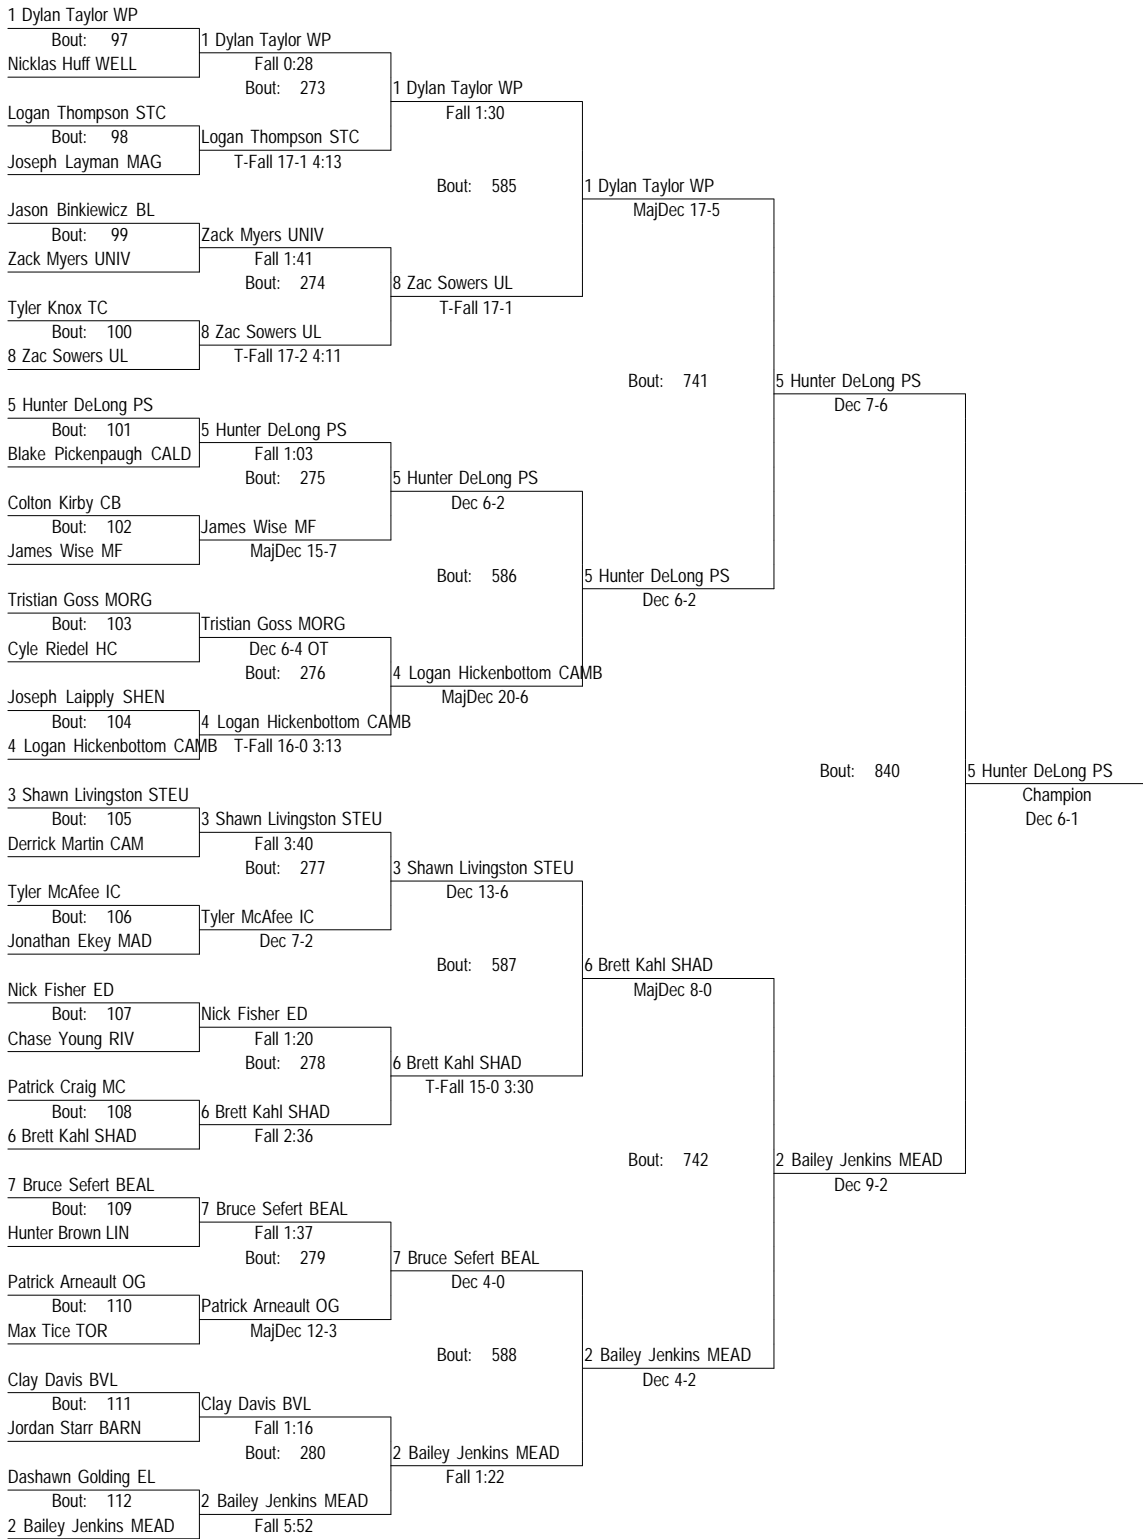 1 Dylan Taylor WP
Bout: 97
Nicklas Huff WELL
1 Dylan Taylor WP
Fall 0:28
Bout: 273
1 Dylan Taylor WP
Fall 1:30
Logan Thompson STC
Bout: 98
Joseph Layman MAG
Logan Thompson STC
T-Fall 17-1 4:13
Bout: 585
1 Dylan Taylor WP
MajDec 17-5
Jason Binkiewicz BL
Bout: 99
Zack Myers UNIV
Zack Myers UNIV
Fall 1:41
Bout: 274
8 Zac Sowers UL
T-Fall 17-1
Tyler Knox TC
Bout: 100
8 Zac Sowers UL
8 Zac Sowers UL
T-Fall 17-2 4:11
Bout: 741
5 Hunter DeLong PS
Dec 7-6
5 Hunter DeLong PS
Bout: 101
Blake Pickenpaugh CALD
5 Hunter DeLong PS
Fall 1:03
Bout: 275
5 Hunter DeLong PS
Dec 6-2
Colton Kirby CB
Bout: 102
James Wise MF
James Wise MF
MajDec 15-7
Bout: 586
5 Hunter DeLong PS
Dec 6-2
Tristian Goss MORG
Bout: 103
Cyle Riedel HC
Tristian Goss MORG
Dec 6-4 OT
Bout: 276
4 Logan Hickenbottom CAMB
MajDec 20-6
Joseph Laipply SHEN
Bout: 104
4 Logan Hickenbottom CAMB
4 Logan Hickenbottom CAMB
T-Fall 16-0 3:13
Bout: 840
5 Hunter DeLong PS
Champion
Dec 6-1
3 Shawn Livingston STEU
Bout: 105
Derrick Martin CAM
3 Shawn Livingston STEU
Fall 3:40
Bout: 277
3 Shawn Livingston STEU
Dec 13-6
Tyler McAfee IC
Bout: 106
Jonathan Ekey MAD
Tyler McAfee IC
Dec 7-2
Bout: 587
6 Brett Kahl SHAD
MajDec 8-0
Nick Fisher ED
Bout: 107
Chase Young RIV
Nick Fisher ED
Fall 1:20
Bout: 278
6 Brett Kahl SHAD
T-Fall 15-0 3:30
Patrick Craig MC
Bout: 108
6 Brett Kahl SHAD
6 Brett Kahl SHAD
Fall 2:36
Bout: 742
2 Bailey Jenkins MEAD
Dec 9-2
7 Bruce Sefert BEAL
Bout: 109
Hunter Brown LIN
7 Bruce Sefert BEAL
Fall 1:37
Bout: 279
7 Bruce Sefert BEAL
Dec 4-0
Patrick Arneault OG
Bout: 110
Max Tice TOR
Patrick Arneault OG
MajDec 12-3
Bout: 588
2 Bailey Jenkins MEAD
Dec 4-2
Clay Davis BVL
Bout: 111
Jordan Starr BARN
Clay Davis BVL
Fall 1:16
Bout: 280
2 Bailey Jenkins MEAD
Fall 1:22
Dashawn Golding EL
Bout: 112
2 Bailey Jenkins MEAD
2 Bailey Jenkins MEAD
Fall 5:52